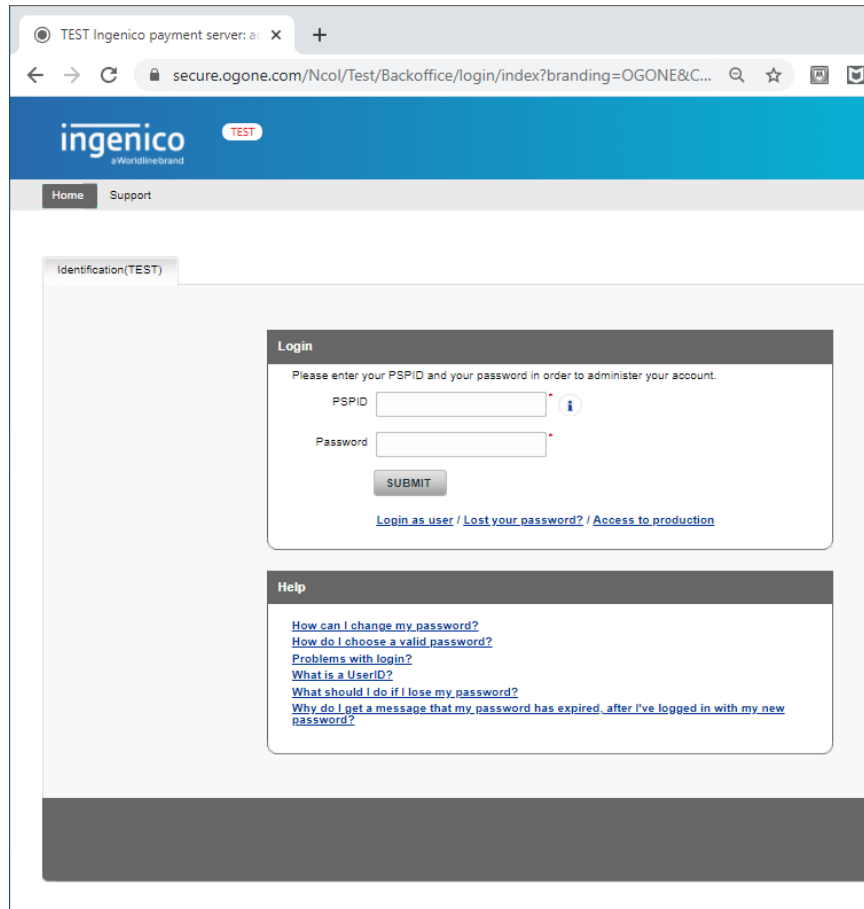 TEST Ingenico payment server: ac
secure.ogone.com/Ncol/Test/Backoffice/login/index?branding=OGONE&C...
ingenico
aWorldlinebrand
TEST
Home Support
Identification(TEST)
Login
Please enter your PSPID and your password in order to administer your account.
PSPID * i
Password *
SUBMIT
Login as user / Lost your password? / Access to production
Help
How can I change my password?
How do I choose a valid password?
Problems with login?
What is a UserID?
What should I do if I lose my password?
Why do I get a message that my password has expired, after I've logged in with my new
password?